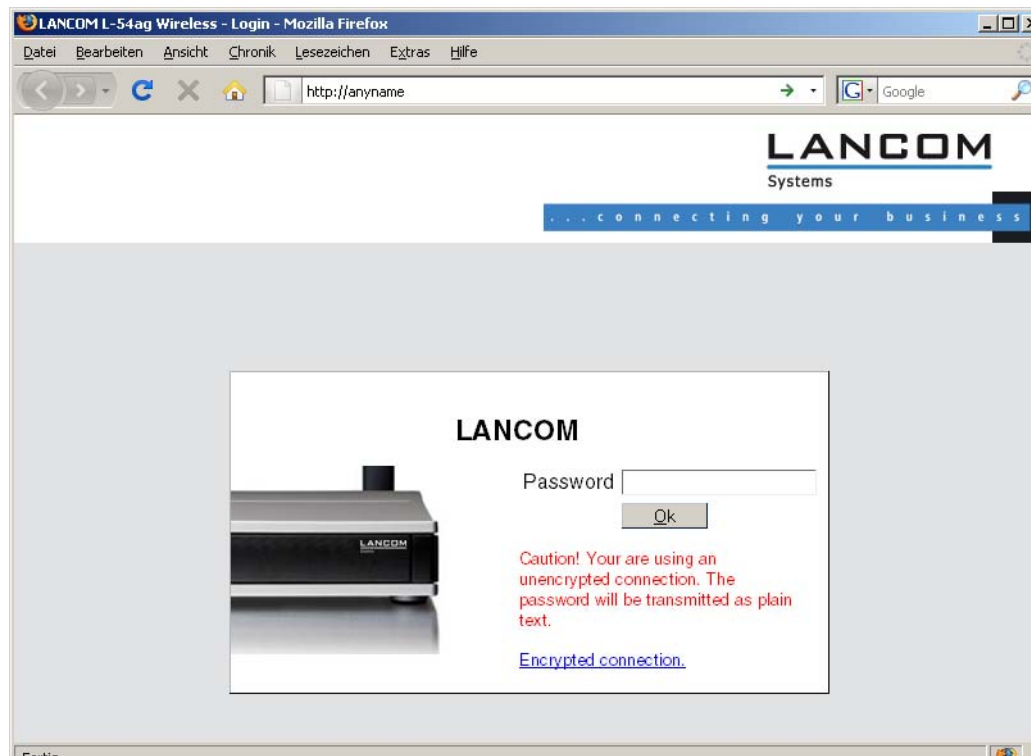 LANCOM L-54ag Wireless - Login - Mozilla Firefox
Datei Bearbeiten Ansicht Chronik Lesezeichen Extras Hilfe
http://anyname
Google
LANCOM
Systems
...connecting your business
LANCOM
Password
Ok
LANCOM
Caution! Your are using an
unencrypted connection. The
password will be transmitted as plain
text.
Encrypted connection.
Fertig